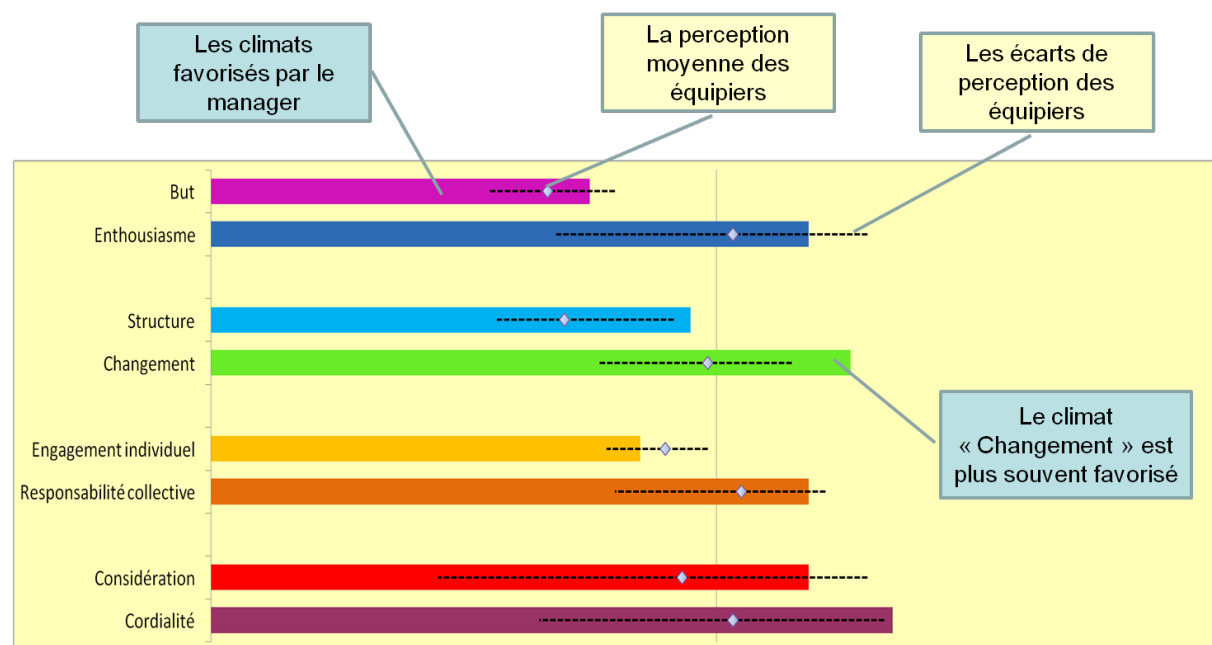 Les climats
favorisés par le
manager
La perception
moyenne des
équipiers
Les écarts de
perception des
équipiers
But
Enthousiasme
Structure
Changement
Engagement individuel
Responsabilité collective
Considération
Cordialité
Le climat
« Changement » est
plus souvent favorisé